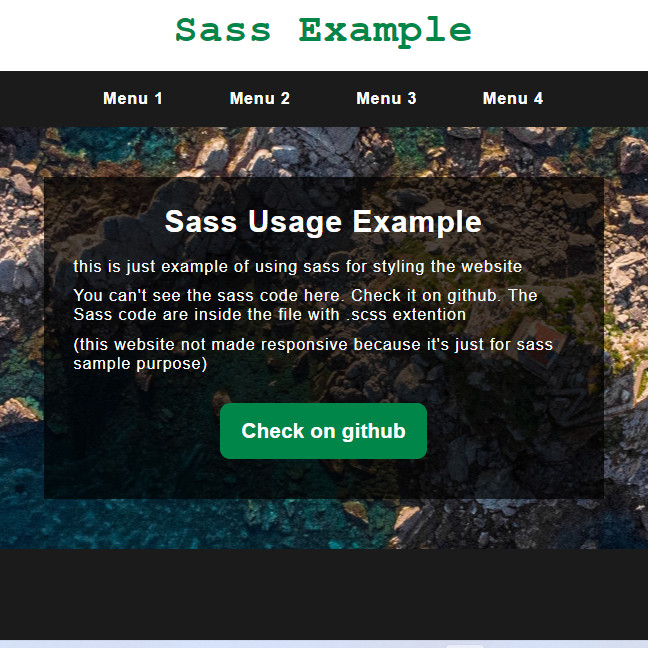 Sass Example
Menu 1 Menu 2 Menu 3 Menu 4
Sass Usage Example
this is just example of using sass for styling the website
You can't see the sass code here. Check it on github. The
Sass code are inside the file with .scss extention
(this website not made responsive because it's just for sass
sample purpose)
Check on github